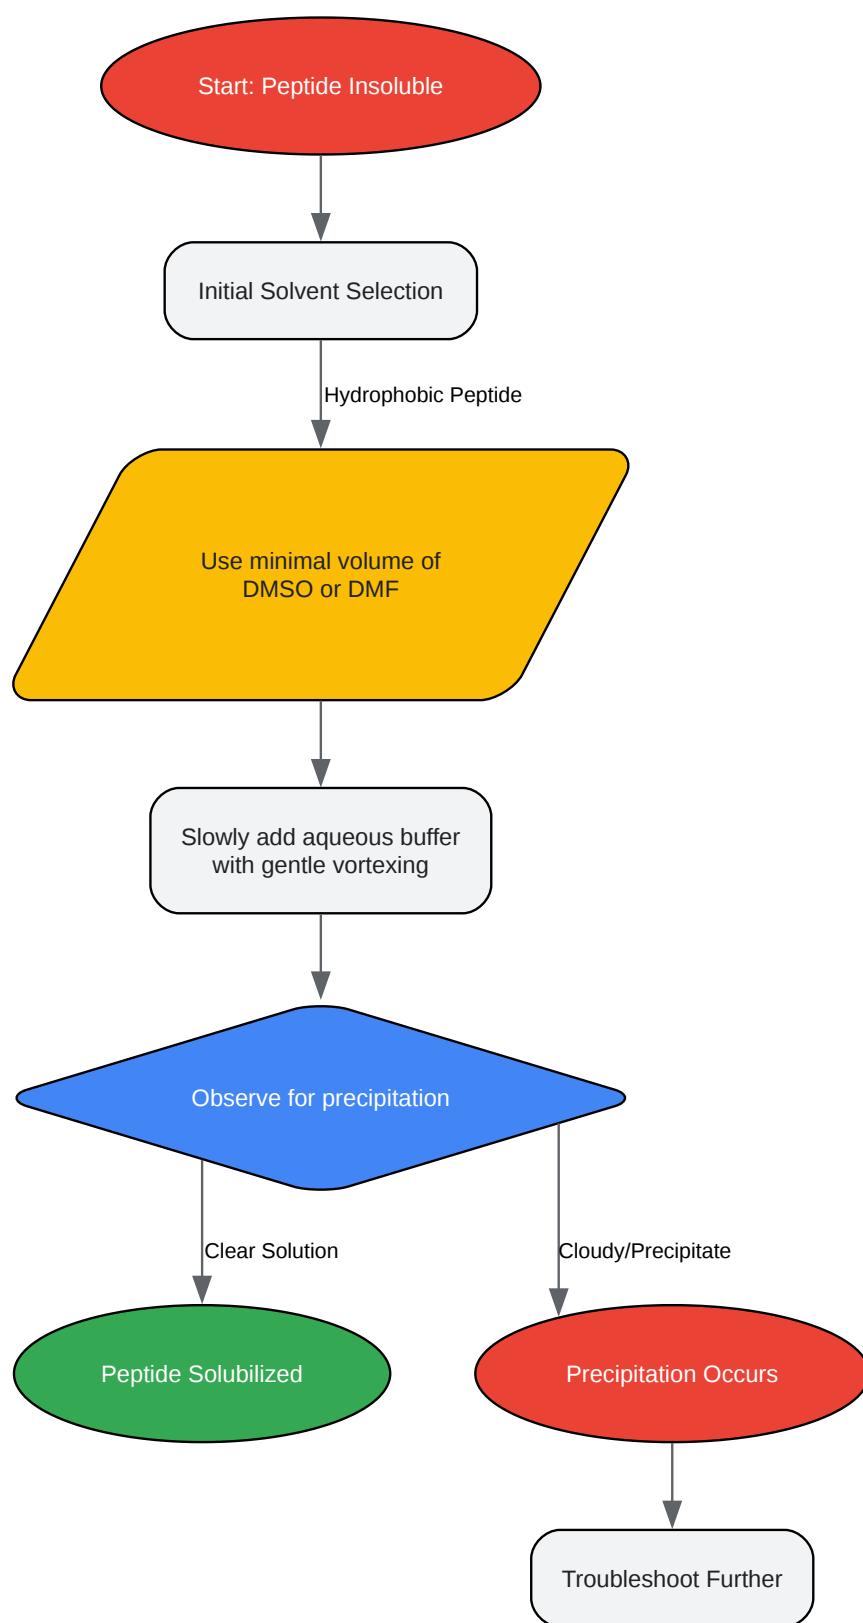 Start: Peptide Insoluble
Initial Solvent Selection
Hydrophobic Peptide
Use minimal volume of
DMSO or DMF
Slowly add aqueous buffer
with gentle vortexing
Observe for precipitation
Clear Solution
Cloudy/Precipitate
Peptide Solubilized
Precipitation Occurs
Troubleshoot Further